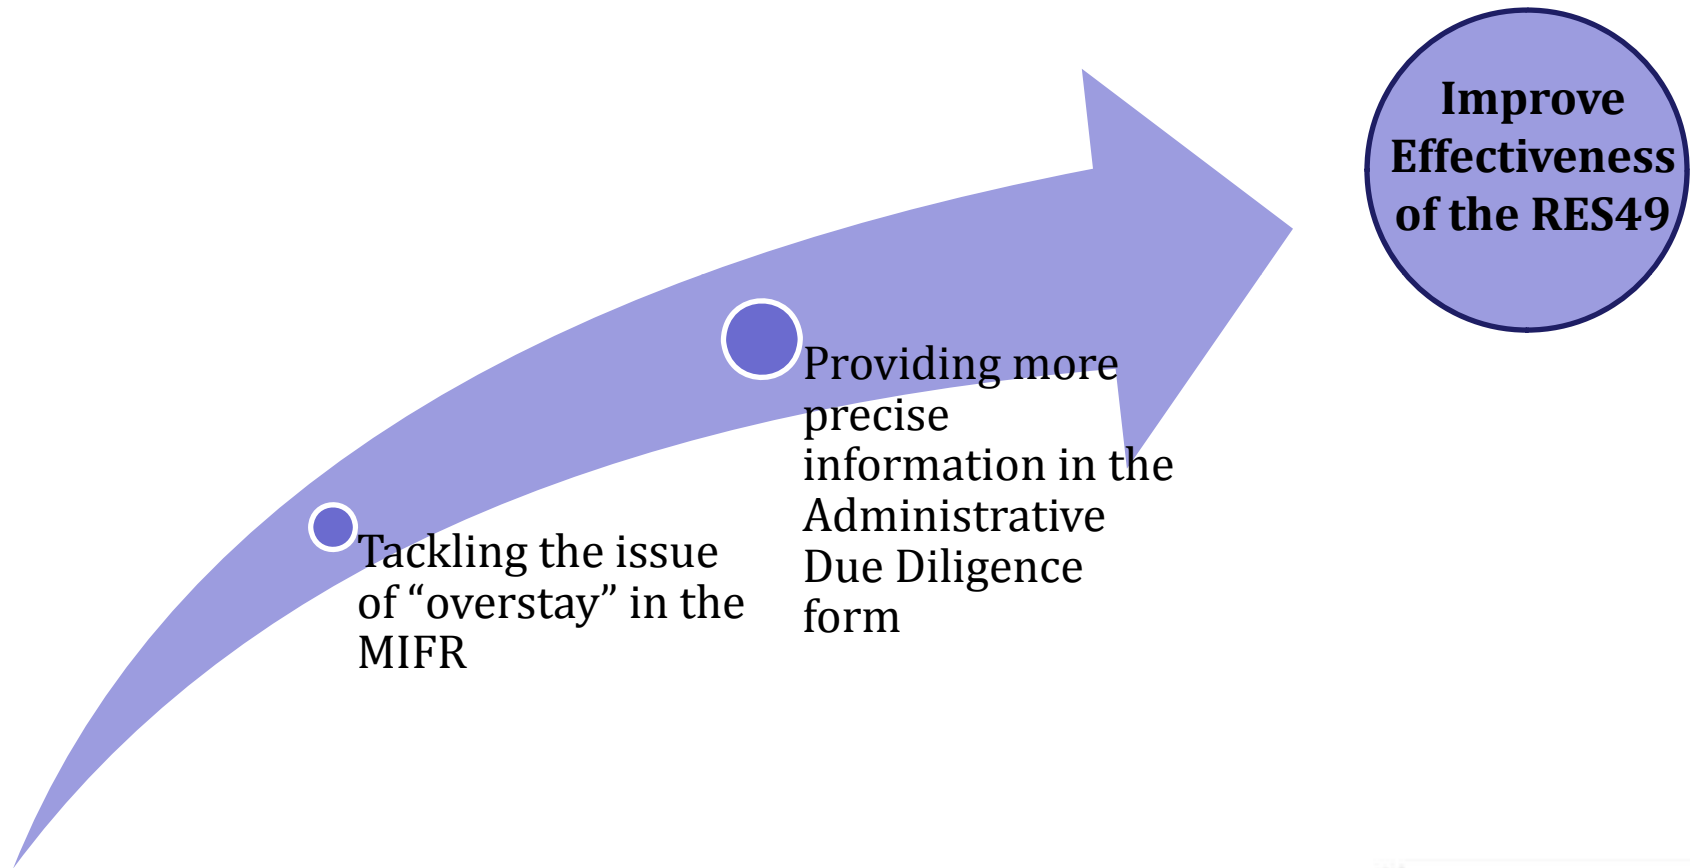 Improve
Effectiveness
of the RES49
Providing more
precise
information in the
Administrative
Due Diligence
form
Tackling the issue
of “overstay” in the
MIFR